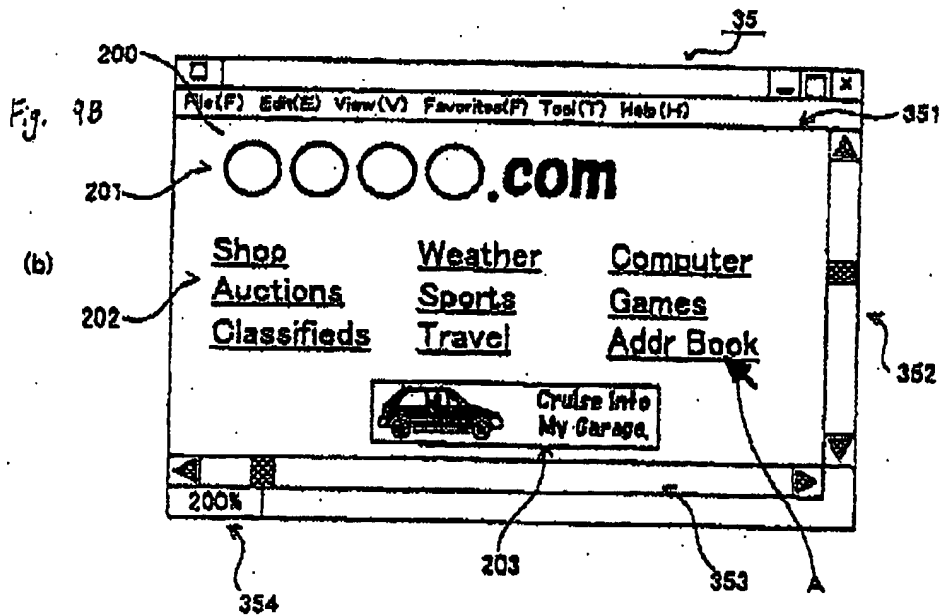 35
200
Fig. 9B
File(F) Edit(E) View(V) Favorites(F) Tool(T) Help(H)
351
201
○○○○.com
(b)
Shop Weather Computer
202
Auctions Sports Games
Classifieds Travel Addr Book
352
Cruise Into
My Garage.
200%
203
353
A
354